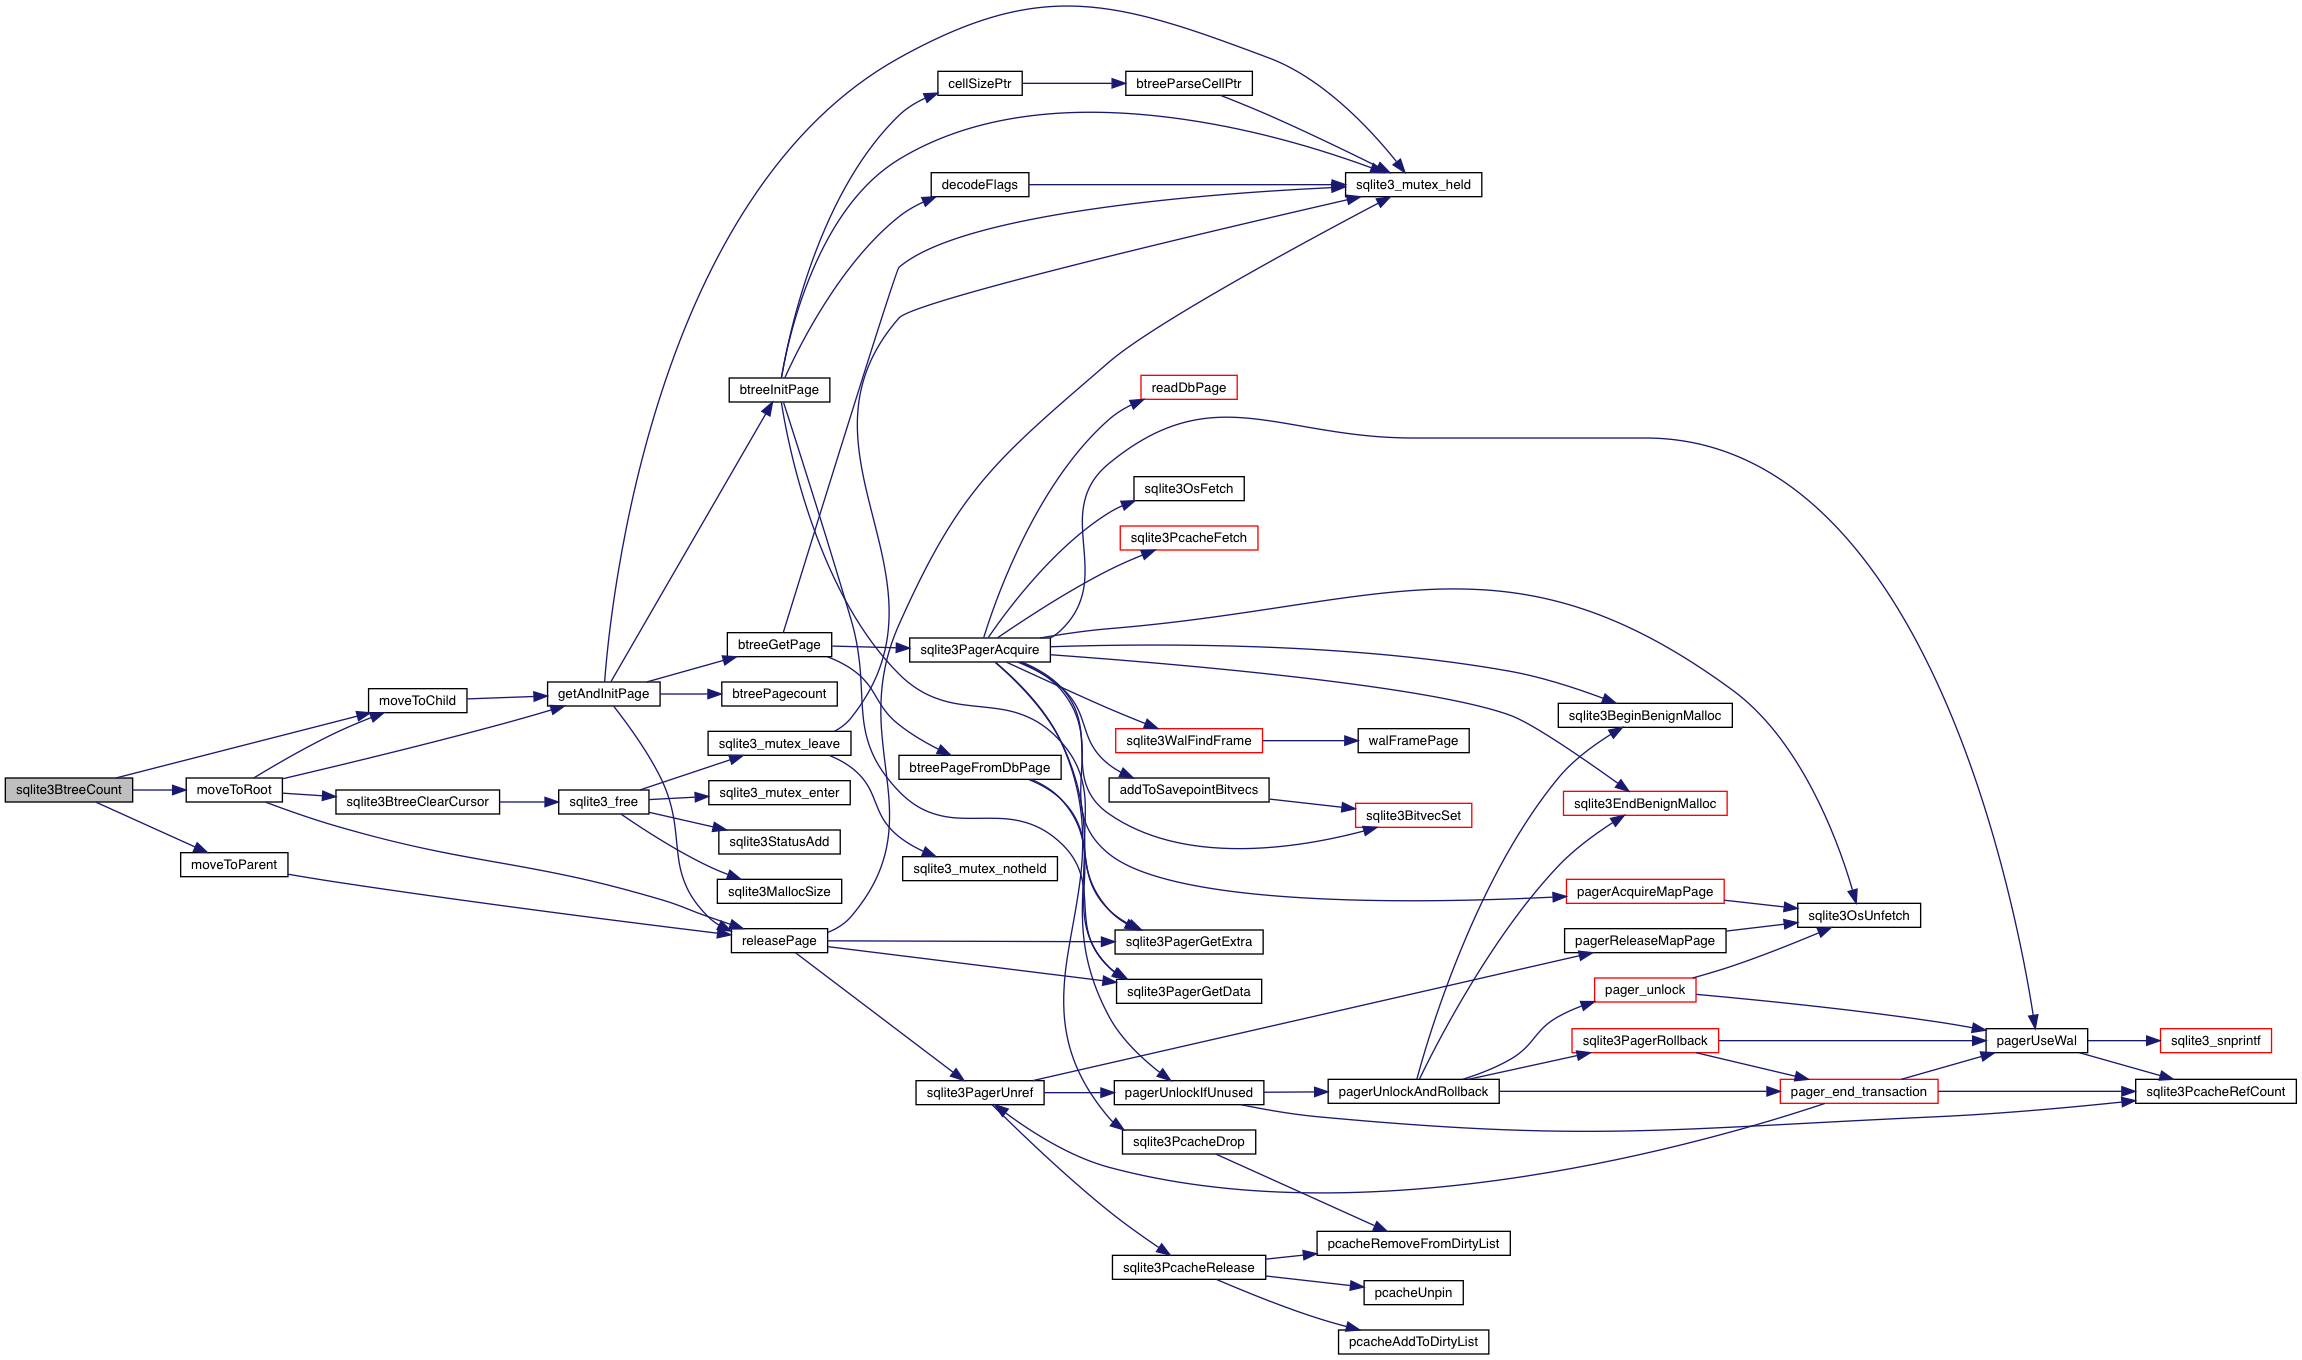 cellSizePtr
btreeParseCellPtr
decodeFlags
sqlite3_mutex_held
btreeInitPage
readDbPage
sqlite3OsFetch
sqlite3PcacheFetch
btreeGetPage
sqlite3PagerAcquire
moveToChild
getAndInitPage
btreePagecount
sqlite3BeginBenignMalloc
sqlite3_mutex_leave
sqlite3WalFindFrame
walFramePage
btreePageFromDbPage
sqlite3BtreeCount
moveToRoot
sqlite3BtreeClearCursor
sqlite3_free
sqlite3_mutex_enter
addToSavepointBitvecs
sqlite3EndBenignMalloc
sqlite3BitvecSet
sqlite3StatusAdd
moveToParent
sqlite3_mutex_notheld
sqlite3MallocSize
pagerAcquireMapPage
sqlite3OsUnfetch
releasePage
sqlite3PagerGetExtra
pagerReleaseMapPage
sqlite3PagerGetData
pager_unlock
sqlite3PagerRollback
pagerUseWal
sqlite3_snprintf
sqlite3PagerUnref
pagerUnlockIfUnused
pagerUnlockAndRollback
pager_end_transaction
sqlite3PcacheRefCount
sqlite3PcacheDrop
pcacheRemoveFromDirtyList
sqlite3PcacheRelease
pcacheUnpin
pcacheAddToDirtyList